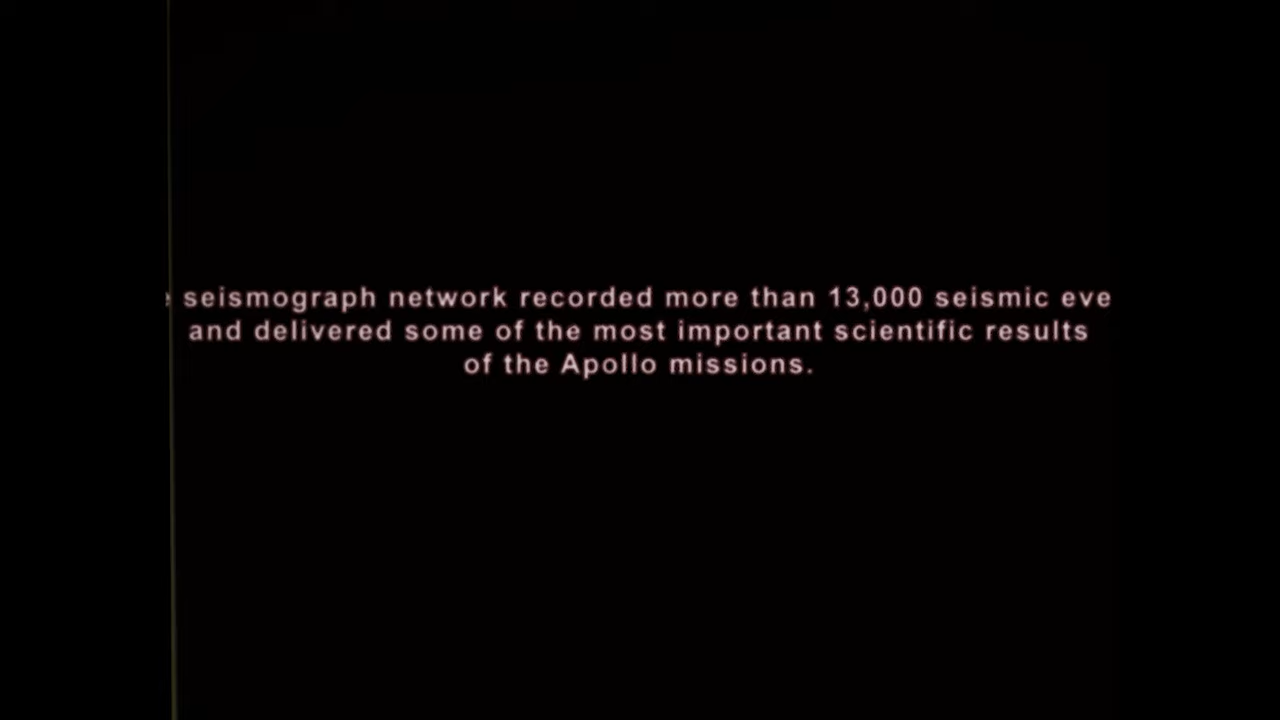 seismograph network recorded more than 13,000 seismic eve
and delivered some of the most important scientific results
of the Apollo missions.